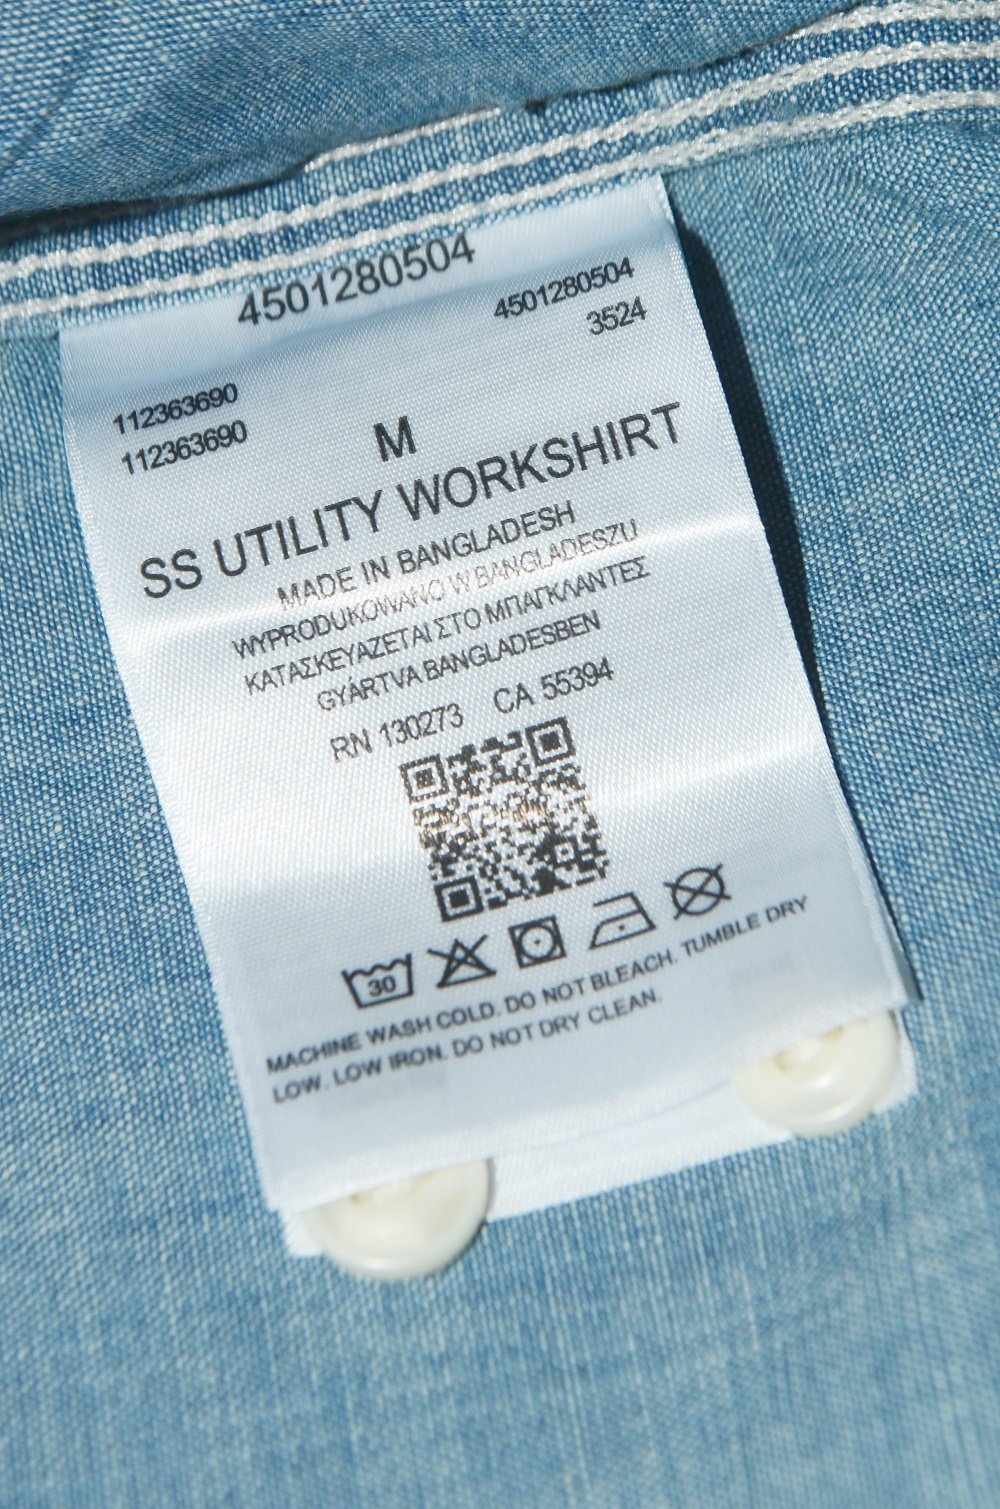 4501280504
4501280504
3524
112363690
112363690
M
SS UTILITY WORKSHIRT
MADE IN BANGLADESH
WYPRODUKOWANO W BANGLADESZU
ΚΑΤΑΣΚΕΥΑΖΕΤΑΙ ΣΤΟ ΜΠΑΓΚΛΑΝΤΕΣ
GYÁRTVA BANGLADESBEN
RN 130273 CA 55394
30
MACHINE WASH COLD. DO NOT BLEACH. TUMBLE DRY
LOW. LOW IRON. DO NOT DRY CLEAN.